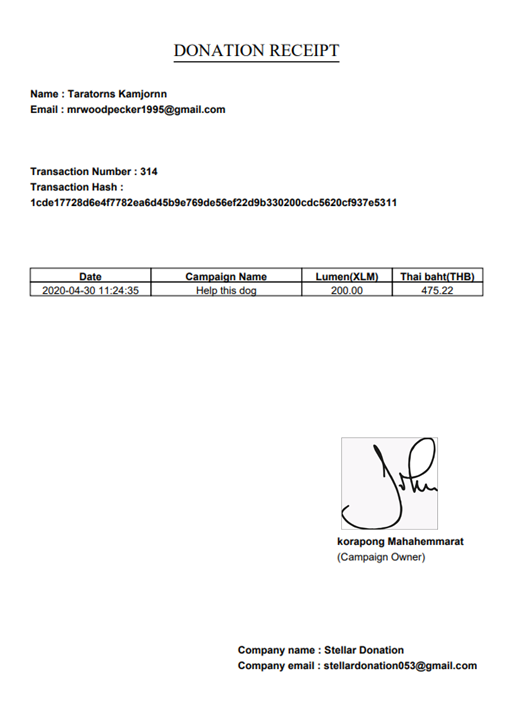 DONATION RECEIPT
Name : Taratorns Kamjornn
Email : mrwoodpecker1995@gmail.com
Transaction Number : 314
Transaction Hash :
1cde17728d6e4f7782ea6d45b9e769de56ef22d9b330200cdc5620cf937e5311
Date Campaign Name Lumen(XLM) Thai baht(THB)
2020-04-30 11:24:35 Help this dog 200.00 475.22
korapong Mahahemmarat
(Campaign Owner)
Company name : Stellar Donation
Company email : stellardonation053@gmail.com